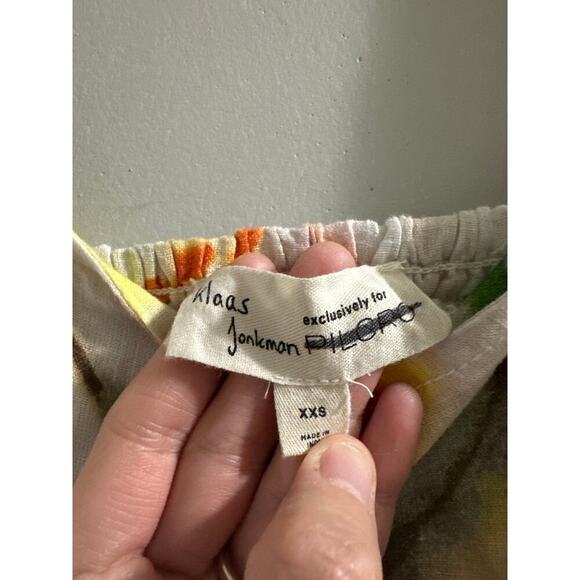 Klaas
Jonkman
exclusively for
PILCRO
XXS
MADE IN